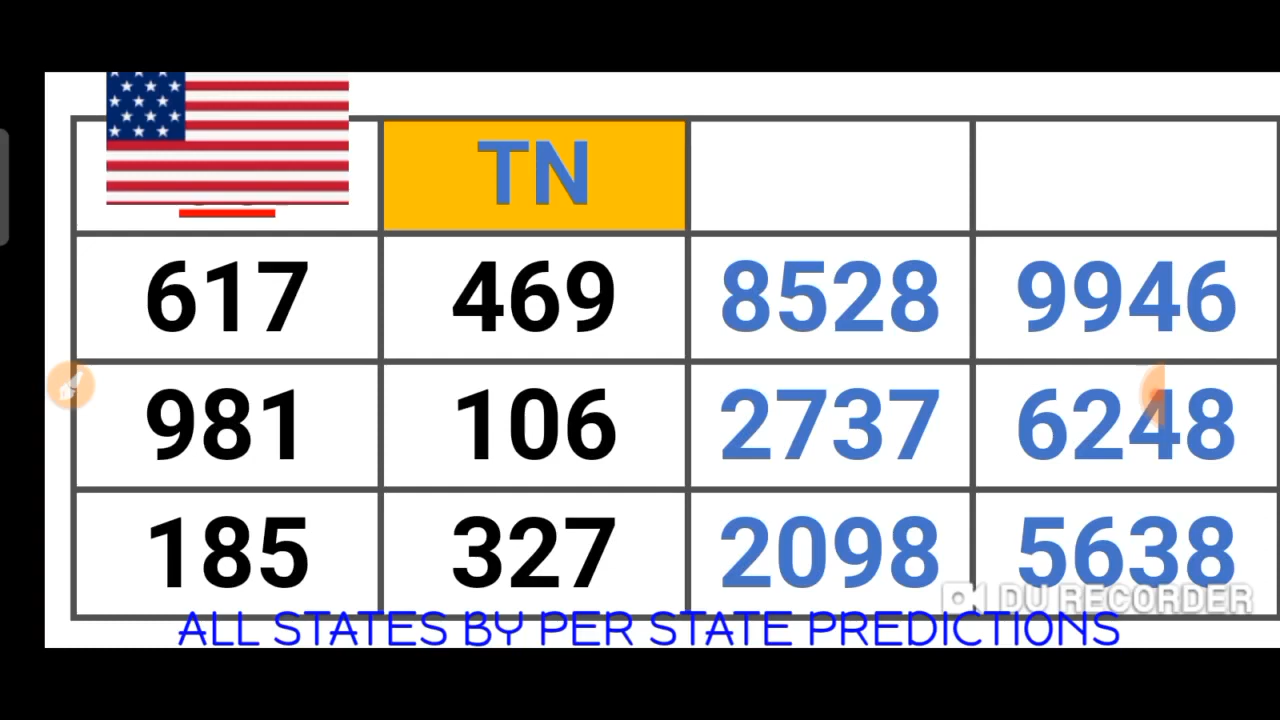 TN
617 469 8528 9946
981 106 2737 6248
185 327 2098 5638
DU RECORDER
ALL STATES BY PER STATE PREDICTIONS